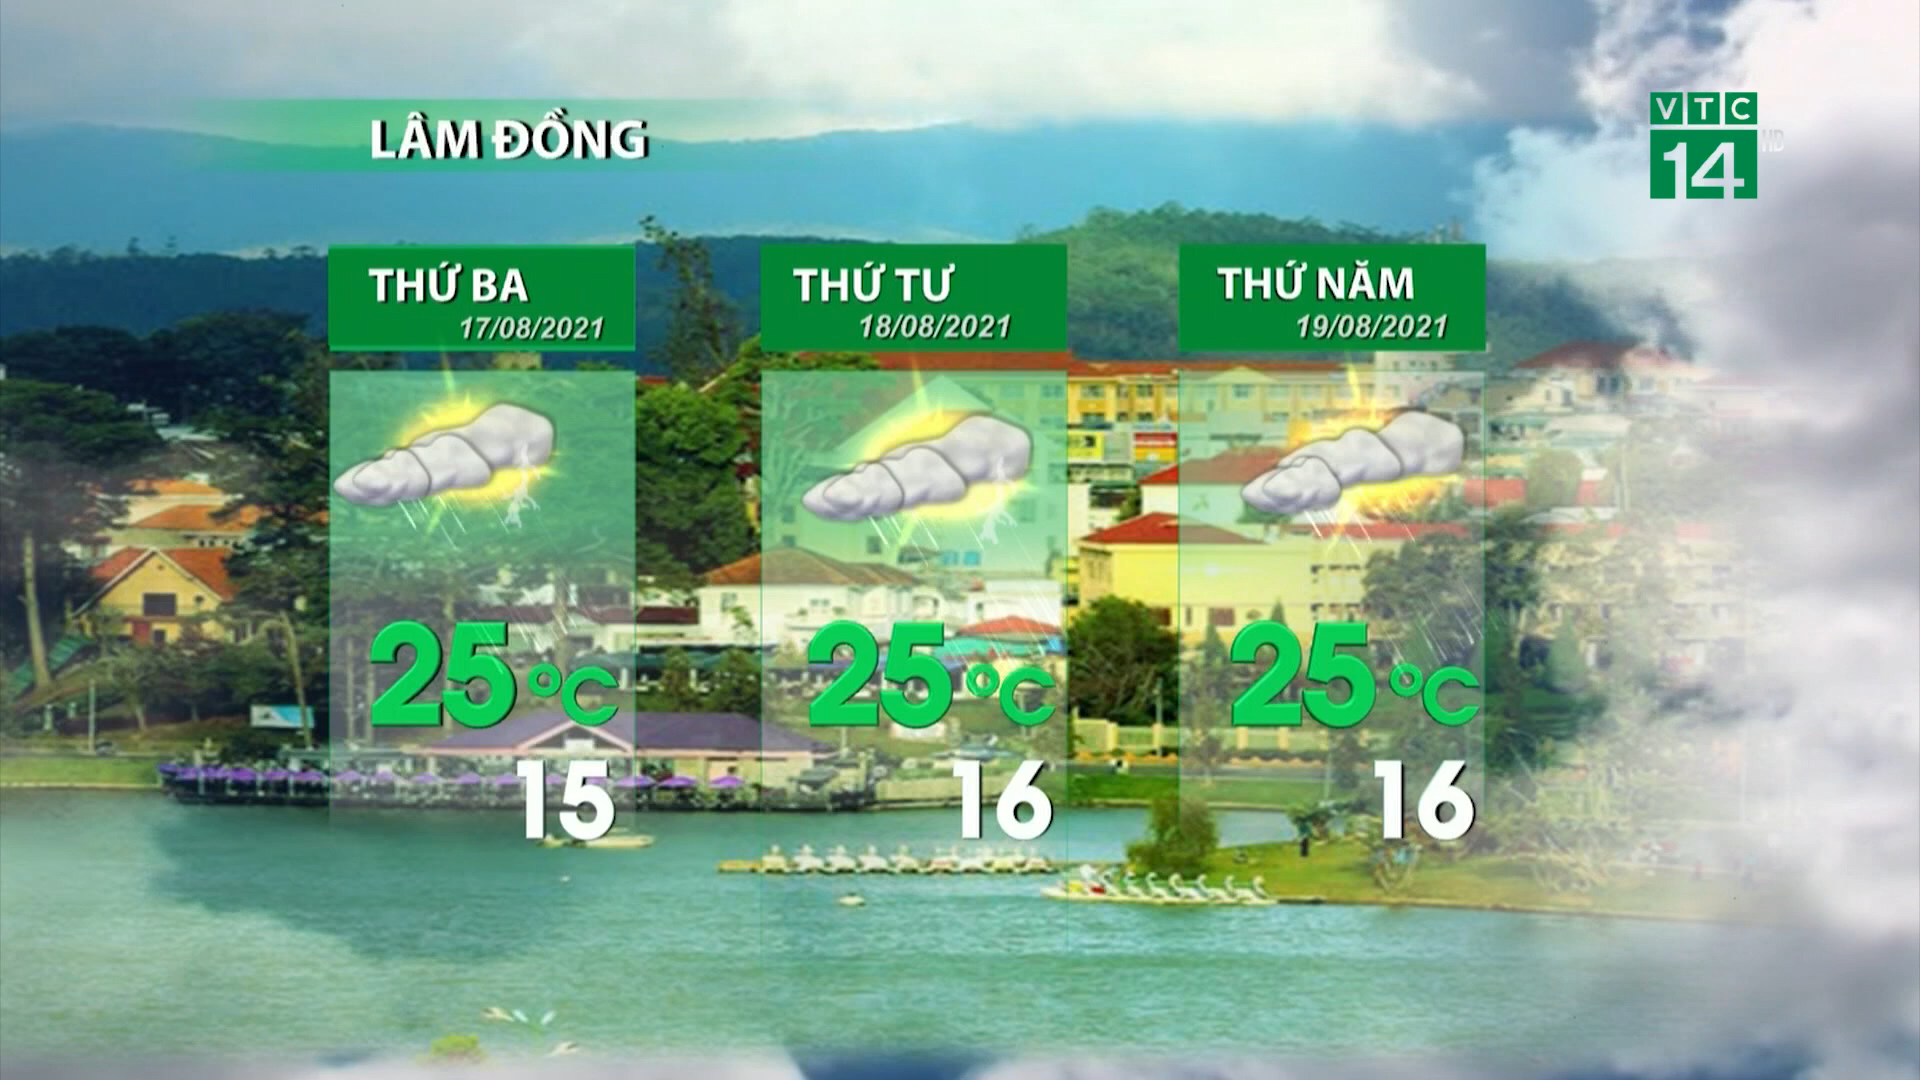 LÂM ĐỒNG
VTC
14 HD
THỨ BA
17/08/2021
THỨ TƯ
18/08/2021
THỨ NĂM
19/08/2021
25°C
25°C
25°C
15
16
16